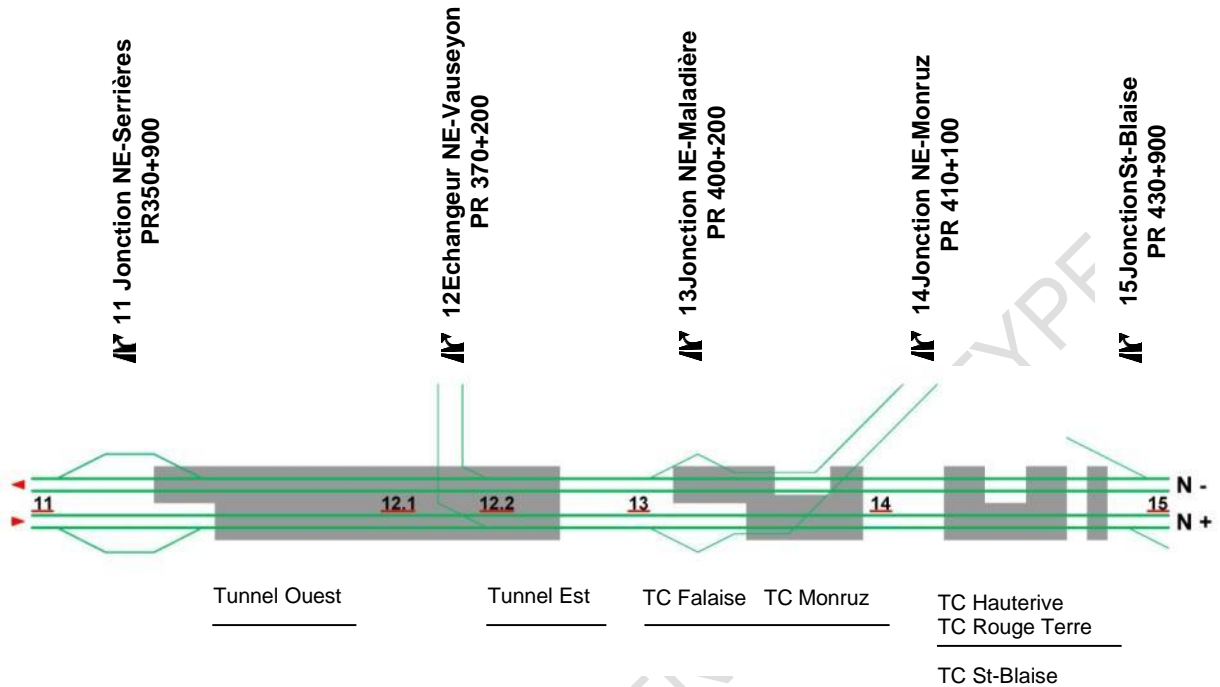 11 Jonction NE-Serrières
PR350+900
12Echangeur NE-Vauseyon
PR 370+200
13Jonction NE-Maladière
PR 400+200
14Jonction NE-Monruz
PR 410+100
15JonctionSt-Blaise
PR 430+900
N -
11
12.1
12.2
13
14
15
N +
Tunnel Ouest
Tunnel Est
TC Falaise
TC Monruz
TC Hauterive
TC Rouge Terre
TC St-Blaise